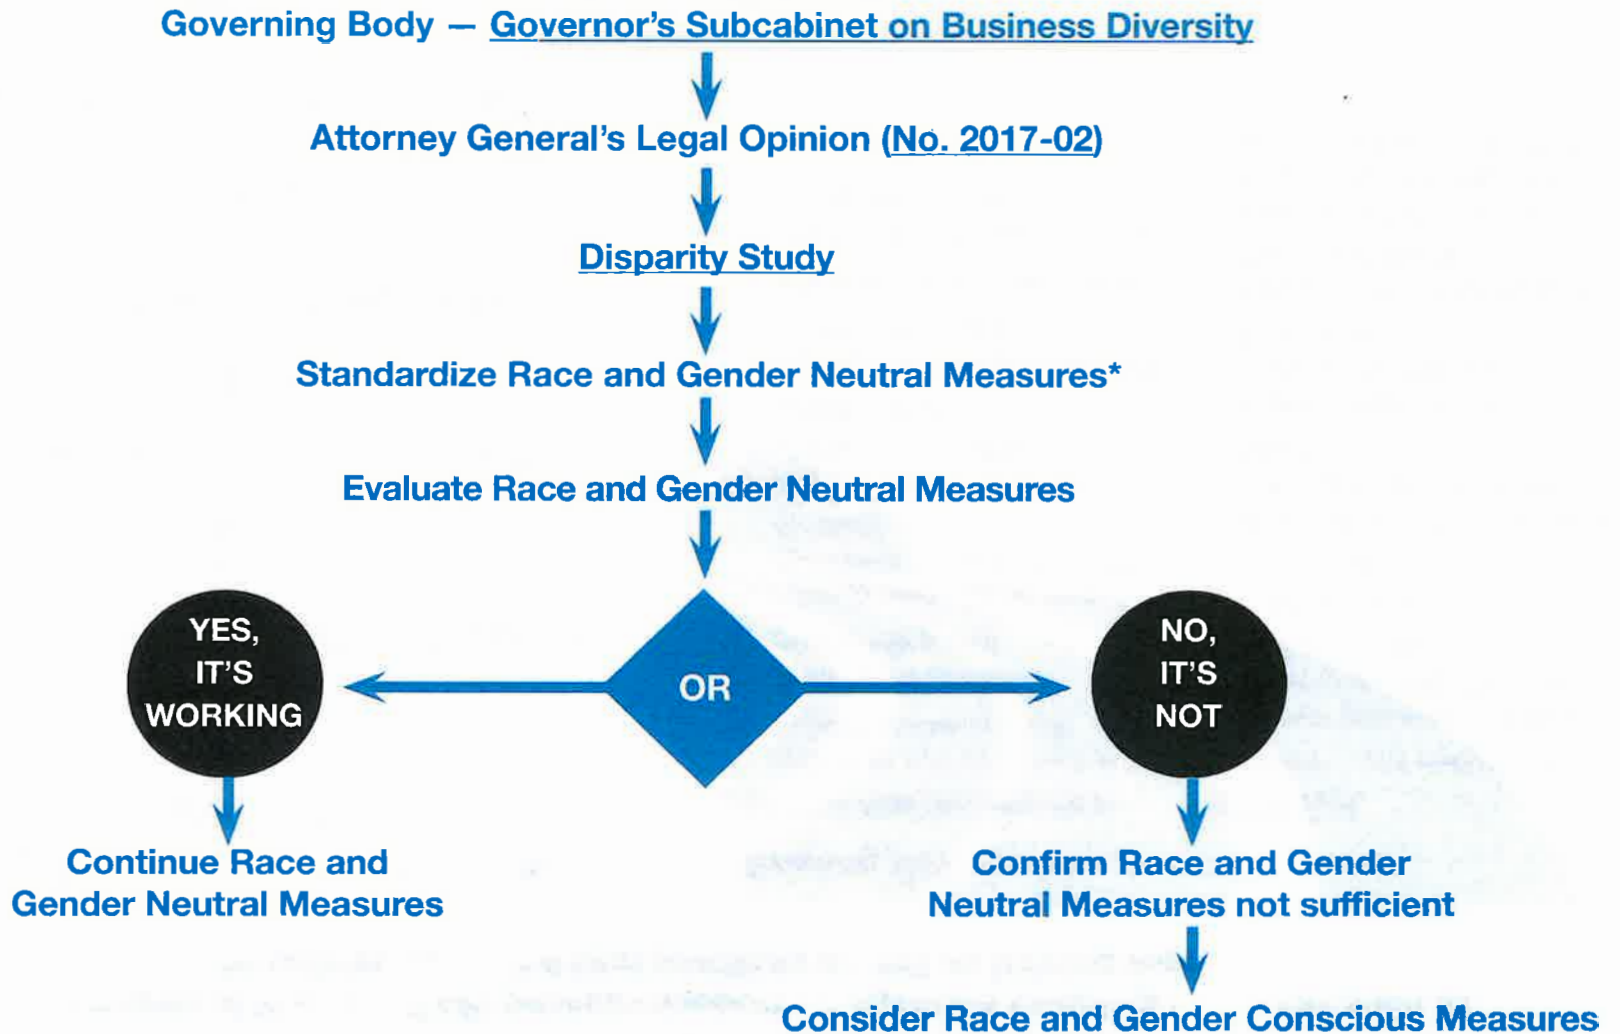 Governing Body — Governor's Subcabinet on Business Diversity
Attorney General's Legal Opinion (No. 2017-02)
Disparity Study
Standardize Race and Gender Neutral Measures*
Evaluate Race and Gender Neutral Measures
YES,
IT'S
WORKING
OR
NO,
IT'S
NOT
Continue Race and
Gender Neutral Measures
Confirm Race and Gender
Neutral Measures not sufficient
Consider Race and Gender Conscious Measures